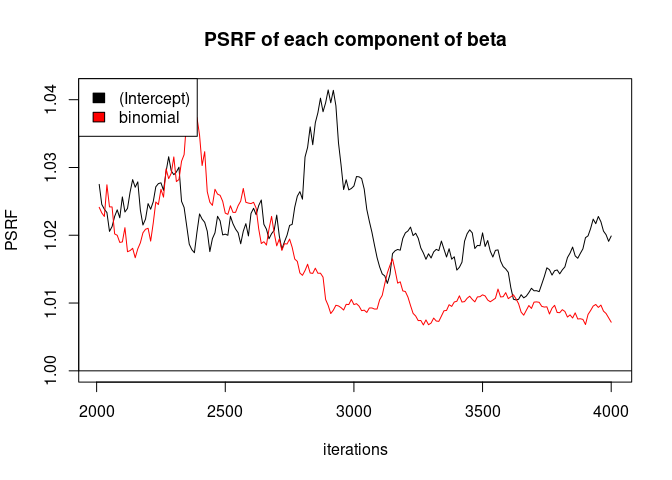 PSRF of each component of beta
(Intercept)
binomial
PSRF
1.04
1.03
1.02
1.01
1.00
2000 2500 3000 3500 4000
iterations